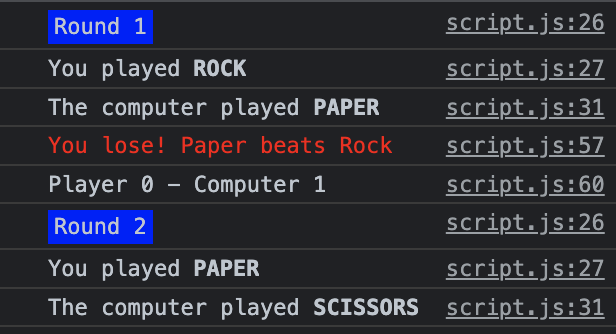 Round 1 script.js:26
You played ROCK script.js:27
The computer played PAPER script.js:31
You lose! Paper beats Rock script.js:57
Player 0 - Computer 1 script.js:60
Round 2 script.js:26
You played PAPER script.js:27
The computer played SCISSORS script.js:31